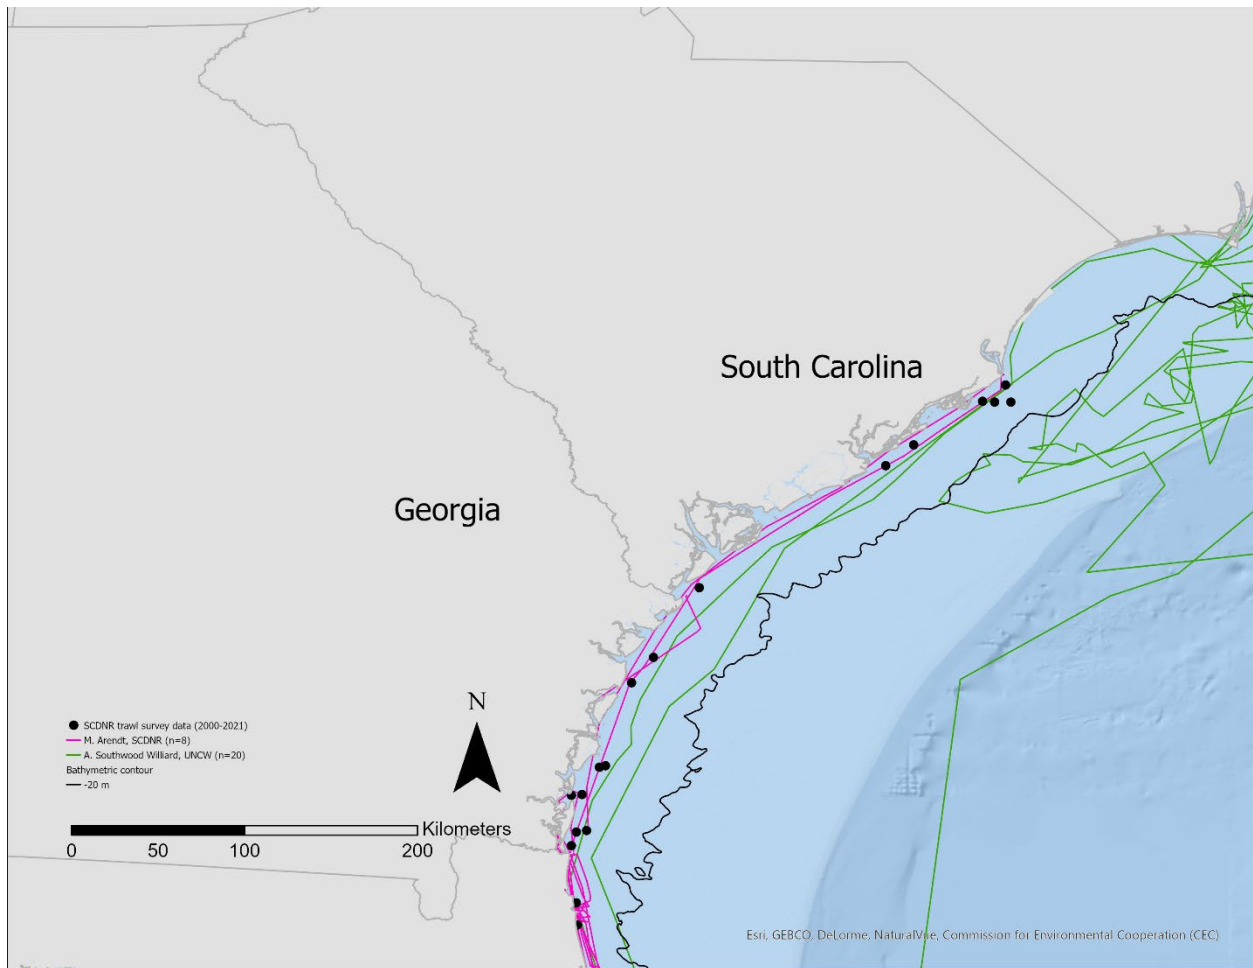 South Carolina
Georgia
N
SCDNR trawl survey data (2000-2021)
M. Arendt, SCDNR (n=8)
A. Southwood Williard, UNCW (n=20)
Bathymetric contour
-20 m
Kilometers
0 50 100 200
Esri, GEBCO, DeLorme, NaturalVue, Commission for Environmental Cooperation (CEC)